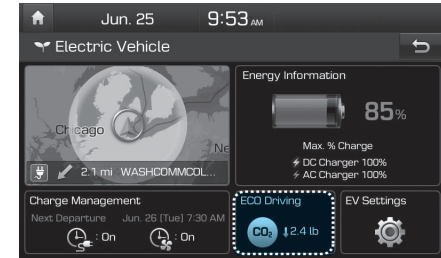 Jun. 25 9:53 AM
Electric Vehicle
Chicago
Ne
2.1 mi WASHCOMMCOL...
Energy Information
85%
Max. % Charge
DC Charger 100%
AC Charger 100%
Charge Management
Next Departure Jun. 26 (Tue) 7:30 AM
: On : On
ECO Driving
CO₂ 2.4 lb
EV Settings